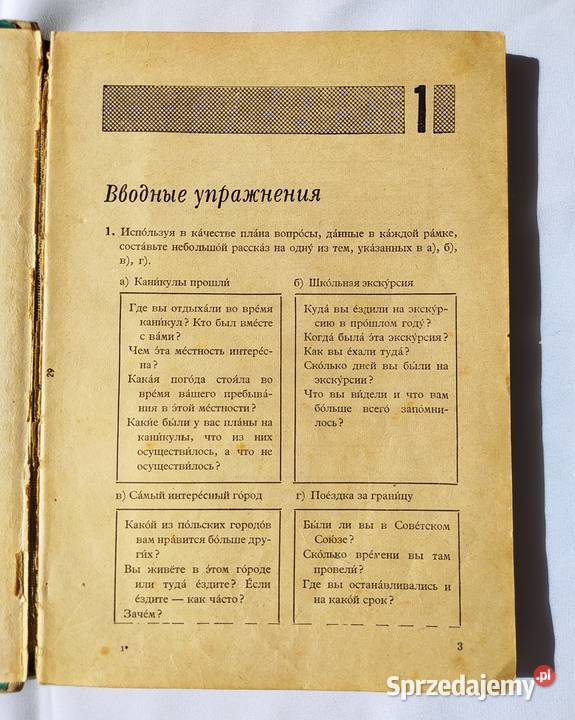 1
Вводные упражнения
1. Испо́льзуя в ка́честве пла́на вопро́сы, да́нные в ка́ждой ра́мке,
соста́вьте небольшо́й расска́з на одну́ из тем, ука́занных в а), б),
в), г).
а) Кани́кулы прошли́
Где вы отдыха́ли во вре́мя
кани́кул? Кто был вме́сте
с ва́ми?
Чем э́та ме́стность интере́с-
на?
Кака́я пого́да стоя́ла во
вре́мя ва́шего пребыва́-
ния в э́той ме́стности?
Каки́е бы́ли у вас пла́ны на
кани́кулы, что из них
осуществи́лось, а что не
осуществи́лось?
б) Шко́льная экску́рсия
Куда́ вы е́здили на экску́р-
сию в про́шлом году́?
Когда́ была́ э́та экску́рсия?
Как вы е́хали туда́?
Ско́лько дней вы бы́ли на
экску́рсии?
Что вы ви́дели и что вам
бо́льше всего́ запо́мни-
лось?
в) Са́мый интере́сный го́род
Како́й из по́льских городо́в
вам нра́вится бо́льше дру-
ги́х?
Вы живёте в э́том го́роде
или туда́ е́здите? Е́сли
е́здите — как ча́сто?
Заче́м?
г) Пое́здка за грани́цу
Бы́ли ли вы в Сове́тском
Сою́зе?
Ско́лько вре́мени вы там
провели́?
Где вы остана́вливались и
на како́й срок?
1*
3
29
Sprzedajemy.pl